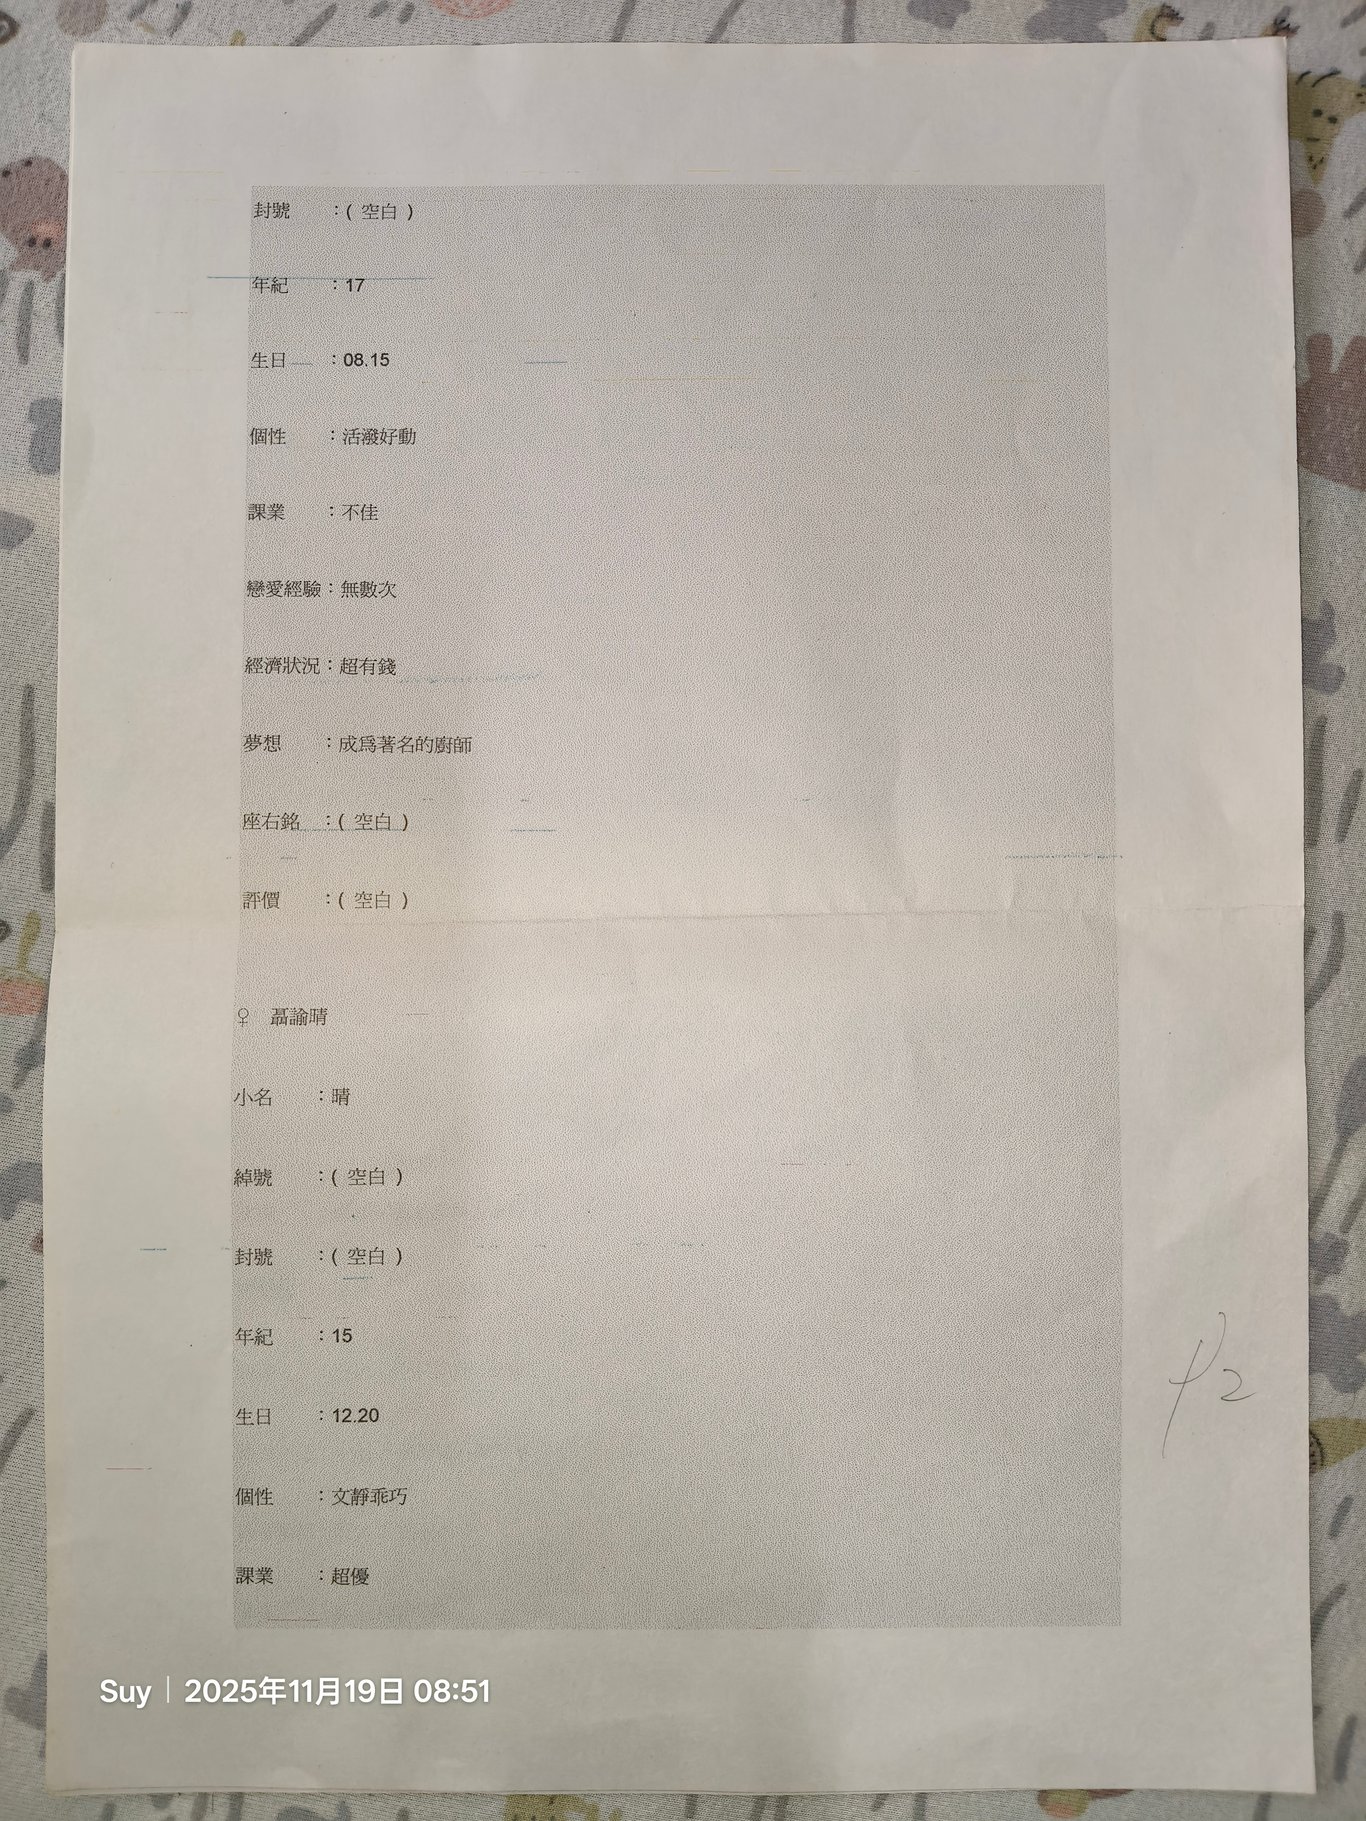 封號　　：( 空白 )
年紀　　：17
生日　　：08.15
個性　　：活潑好動
課業　　：不佳
戀愛經驗：無數次
經濟狀況：超有錢
夢想　　：成為著名的廚師
座右銘　：( 空白 )
評價　　：( 空白 )
♀　聶諭晴
小名　　：晴
綽號　　：( 空白 )
封號　　：( 空白 )
年紀　　：15
生日　　：12.20
個性　　：文靜乖巧
課業　　：超優
P2
Suy｜2025年11月19日 08:51